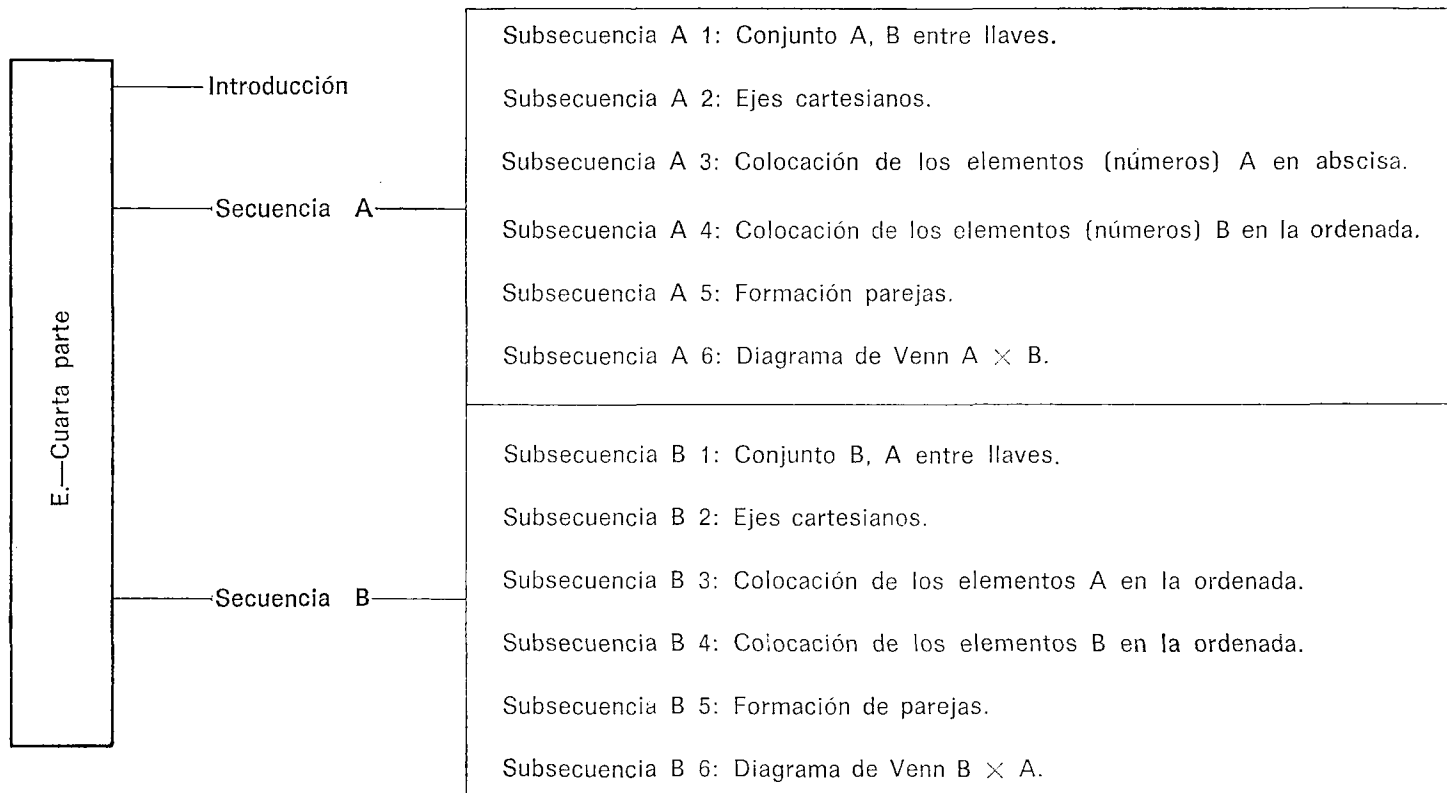 E.—Cuarta parte
Introducción
Secuencia A
Subsecuencia A 1: Conjunto A, B entre llaves.
Subsecuencia A 2: Ejes cartesianos.
Subsecuencia A 3: Colocación de los elementos (números) A en abscisa.
Subsecuencia A 4: Colocación de los elementos (números) B en la ordenada.
Subsecuencia A 5: Formación parejas.
Subsecuencia A 6: Diagrama de Venn A × B.
Secuencia B
Subsecuencia B 1: Conjunto B, A entre llaves.
Subsecuencia B 2: Ejes cartesianos.
Subsecuencia B 3: Colocación de los elementos A en la ordenada.
Subsecuencia B 4: Colocación de los elementos B en la ordenada.
Subsecuencia B 5: Formación de parejas.
Subsecuencia B 6: Diagrama de Venn B × A.